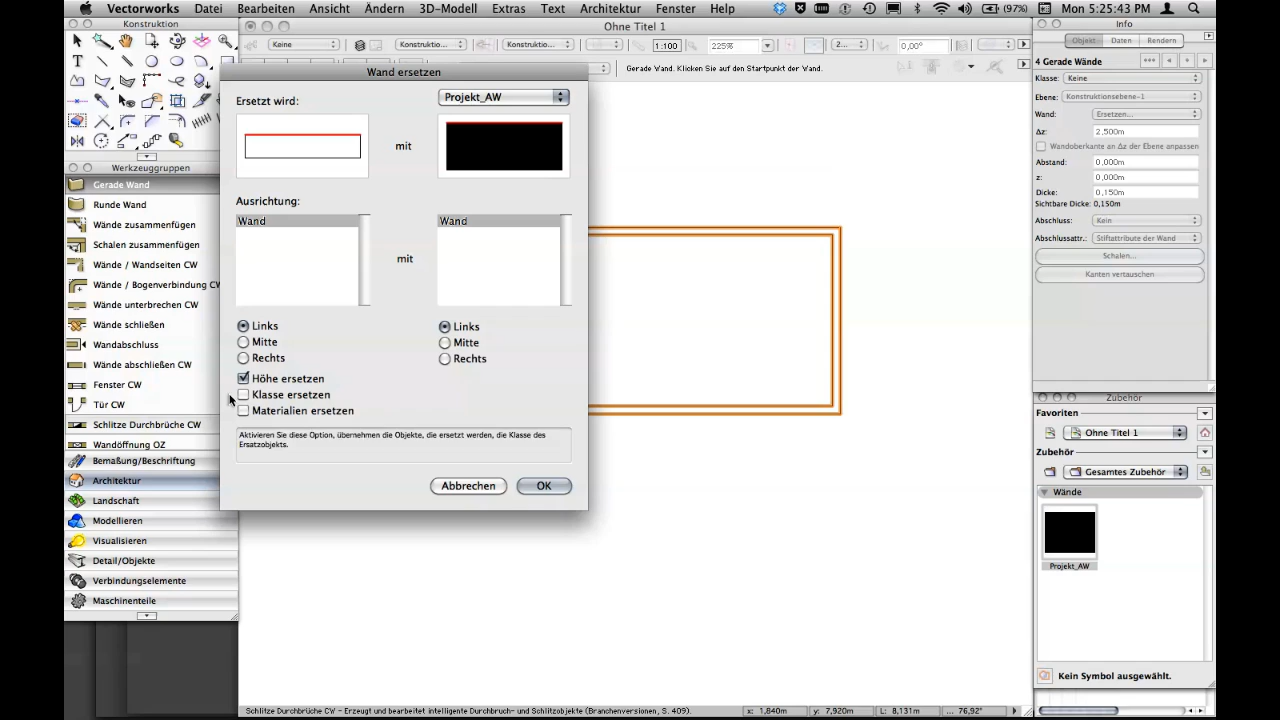 Vectorworks Datei Bearbeiten Ansicht Ändern 3D-Modell Extras Text Architektur Fenster Help (97%) Mon 5:25:43 PM
Konstruktion
Ohne Titel 1
Info
Keine
Konstruktio...
Konstruktion...
1:100
225%
2...
0,00°
Gerade Wand. Klicken Sie auf den Startpunkt der Wand.
Wand ersetzen
Ersetzt wird:
Projekt_AW
mit
Ausrichtung:
Wand
Wand
mit
Links
Mitte
Rechts
Links
Mitte
Rechts
Höhe ersetzen
Klasse ersetzen
Materialien ersetzen
Aktivieren Sie diese Option, übernehmen die Objekte, die ersetzt werden, die Klasse des
Ersatzobjekts.
Abbrechen
OK
Werkzeuggruppen
Gerade Wand
Runde Wand
Wände zusammenfügen
Schalen zusammenfügen
Wände / Wandseiten CW
Wände / Bogenverbindung CW
Wände unterbrechen CW
Wände schließen
Wandabschluss
Wände abschließen CW
Fenster CW
Tür CW
Schlitze Durchbrüche CW
Wandöffnung OZ
Bemaßung/Beschriftung
Architektur
Landschaft
Modellieren
Visualisieren
Detail/Objekte
Verbindungselemente
Maschinenteile
Objekt Daten Rendern
4 Gerade Wände
Klasse: Keine
Ebene: Konstruktionsebene-1
Wand: Ersetzen...
Δz: 2,500m
Wandoberkante an Δz der Ebene anpassen
Abstand: 0,000m
z: 0,000m
Dicke: 0,150m
Sichtbare Dicke: 0,150m
Abschluss: Kein
Abschlussattr.: Stiftattribute der Wand
Schalen...
Kanten vertauschen
Zubehör
Favoriten
Ohne Titel 1
Zubehör:
Gesamtes Zubehör
Wände
Projekt_AW
Kein Symbol ausgewählt.
Schlitze Durchbrüche CW - Erzeugt und bearbeitet intelligente Durchbruch- und Schlitzobjekte (Branchenversionen, S. 409).
x: 1,840m y: 7,920m L: 8,131m ... 76,92°